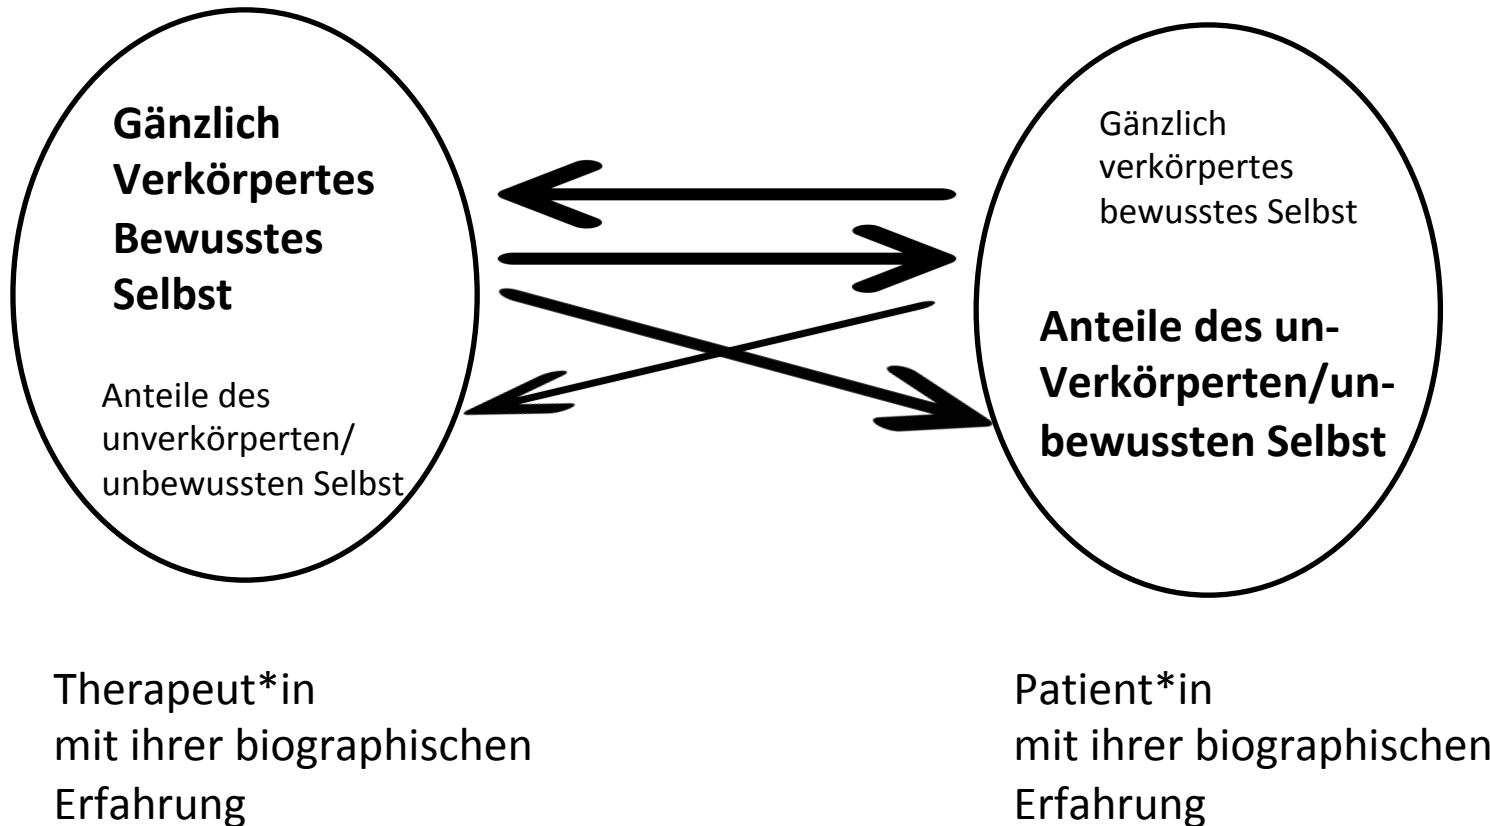 Gänzlich
Verkörpertes
Bewusstes
Selbst
Anteile des
unverkörperten/
unbewussten Selbst
Gänzlich
verkörpertes
bewusstes Selbst
Anteile des un-
Verkörperten/un-
bewussten Selbst
Therapeut*in
mit ihrer biographischen
Erfahrung
Patient*in
mit ihrer biographischen
Erfahrung